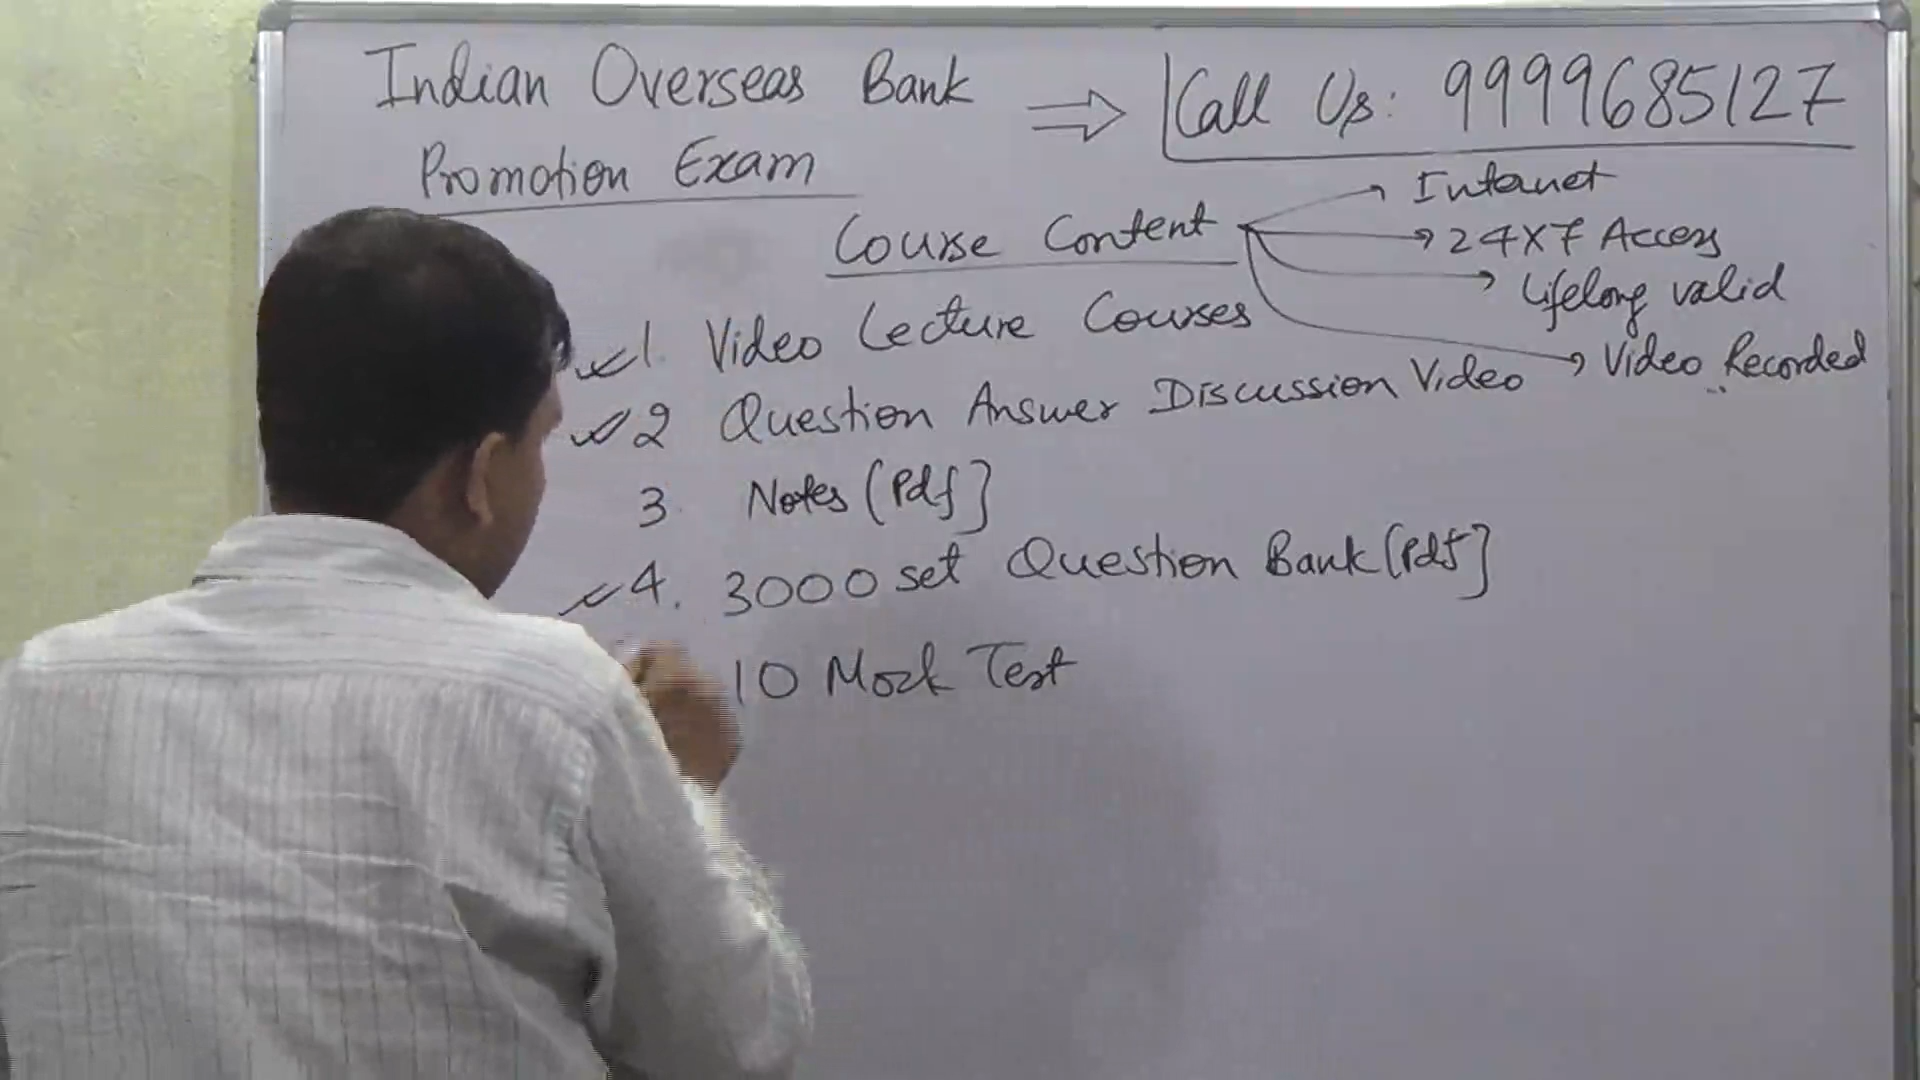 Indian Overseas Bank
Promotion Exam
Call Us: 9999685127
Course Content
Internet
24x7 Access
Lifelong valid
Video Recorded
1. Video Lecture Courses
2 Question Answer Discussion Video
3. Notes (Pdf]
4. 3000 set Question Bank (Pdf]
10 Mock Test